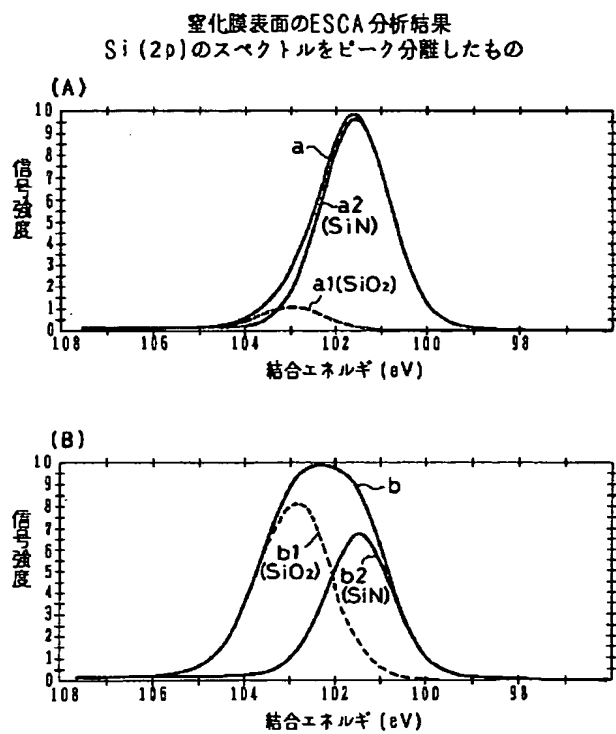 窒化膜表面のESCA分析結果
Si(2p)のスペクトルをピーク分離したもの
(A)
10
9
8
7
6
5
4
3
2
1
0
信号強度
a
a2
(SiN)
a1(SiO₂)
108 106 104 102 100 98
結合エネルギ(eV)
(B)
10
9
8
7
6
5
4
3
2
1
0
信号強度
b
b1
(SiO₂)
b2
(SiN)
108 106 104 102 100 98
結合エネルギ(eV)